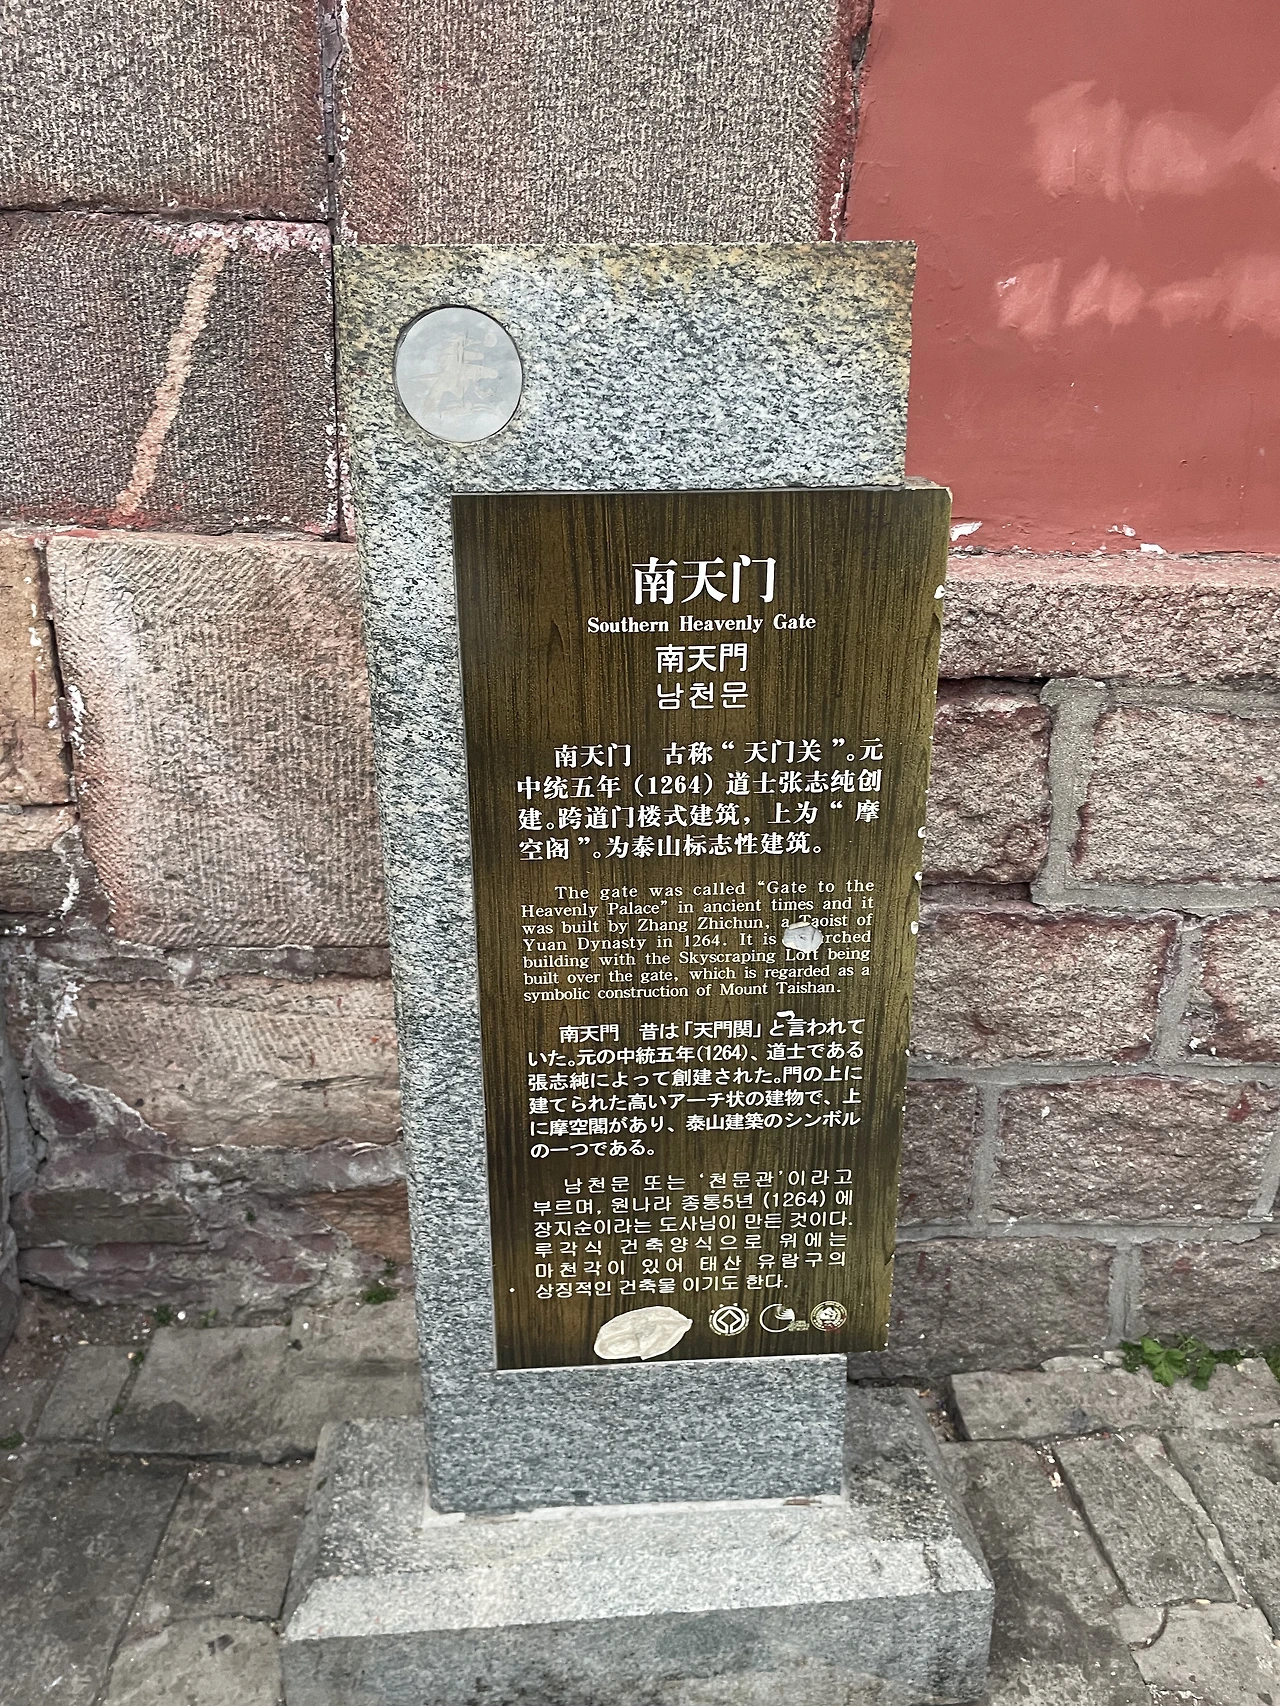 南天门
Southern Heavenly Gate
南天門
남천문
南天门　古称“天门关”。元
中统五年（1264）道士张志纯创
建。跨道门楼式建筑，上为“摩
空阁”。为泰山标志性建筑。
The gate was called “Gate to the
Heavenly Palace” in ancient times and it
was built by Zhang Zhichun, a Taoist of
Yuan Dynasty in 1264. It is
building with the Skyscraping Loft being
built over the gate, which is regarded as a
symbolic construction of Mount Taishan.
南天門　昔は「天門関」と言われて
いた。元の中統五年(1264)、道士である
張志純によって創建された。門の上に
建てられた高いアーチ状の建物で、上
に摩空閣があり、泰山建築のシンボル
の一つである。
남천문 또는 ‘천문관’이라고
부르며, 원나라 중통5년 (1264) 에
장지순이라는 도사님이 만든 것이다.
루각식 건축양식으로 위에는
마천각이 있어 태산 유람구의
상징적인 건축물 이기도 한다.